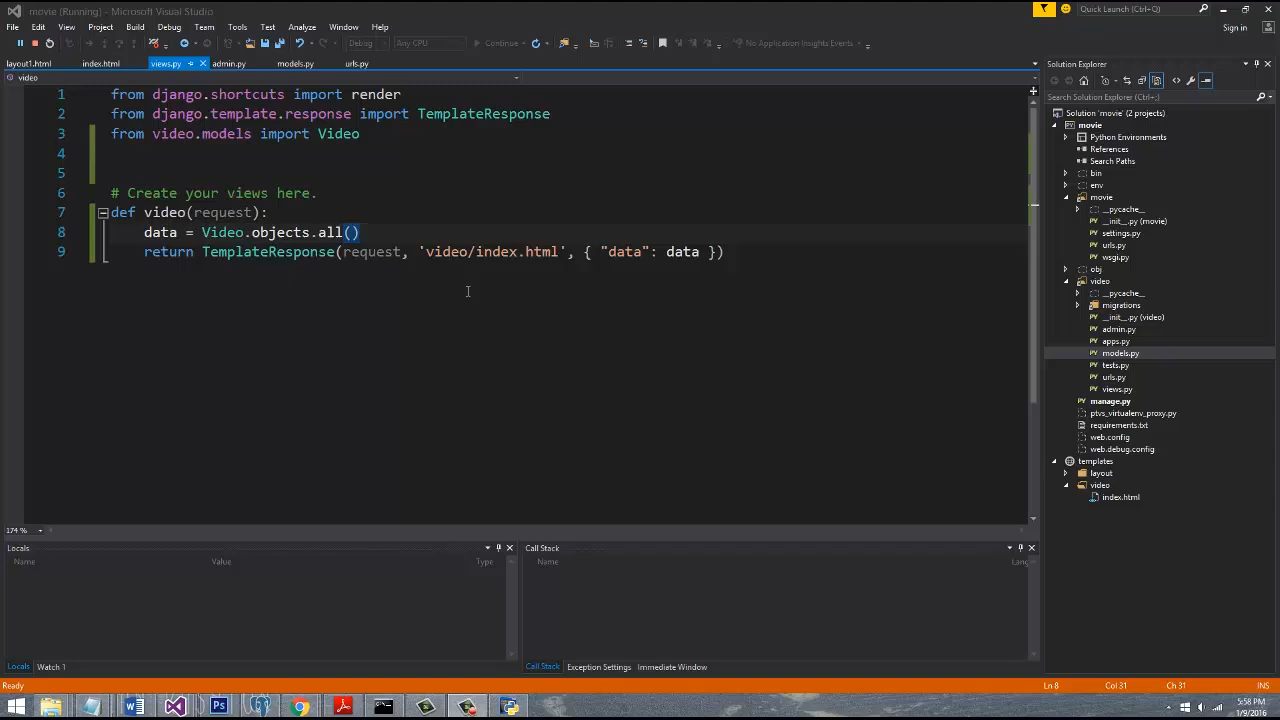 movie (Running) - Microsoft Visual Studio
Quick Launch (Ctrl+;)
File Edit View Project Build Debug Team Tools Test Analyze Window Help
Sign in
Debug Any CPU Continue No Application Insights Events
layout1.html index.html views.py admin.py models.py urls.py
video
1 from django.shortcuts import render
2 from django.template.response import TemplateResponse
3 from video.models import Video
4
5
6 # Create your views here.
7 def video(request):
8 data = Video.objects.all()
9 return TemplateResponse(request, 'video/index.html', { "data": data })
174 %
Solution Explorer
Search Solution Explorer (Ctrl+;)
Solution 'movie' (2 projects)
movie
Python Environments
References
Search Paths
bin
env
movie
__pycache__
__init__.py (movie)
settings.py
urls.py
wsgi.py
obj
video
__pycache__
migrations
__init__.py (video)
admin.py
apps.py
models.py
tests.py
urls.py
views.py
manage.py
ptvs_virtualenv_proxy.py
requirements.txt
web.config
web.debug.config
templates
layout
video
index.html
Locals
Name Value Type
Call Stack
Name Lang
Locals Watch 1
Call Stack Exception Settings Immediate Window
Ready
Ln 8 Col 31 Ch 31 INS
5:58 PM
1/9/2016